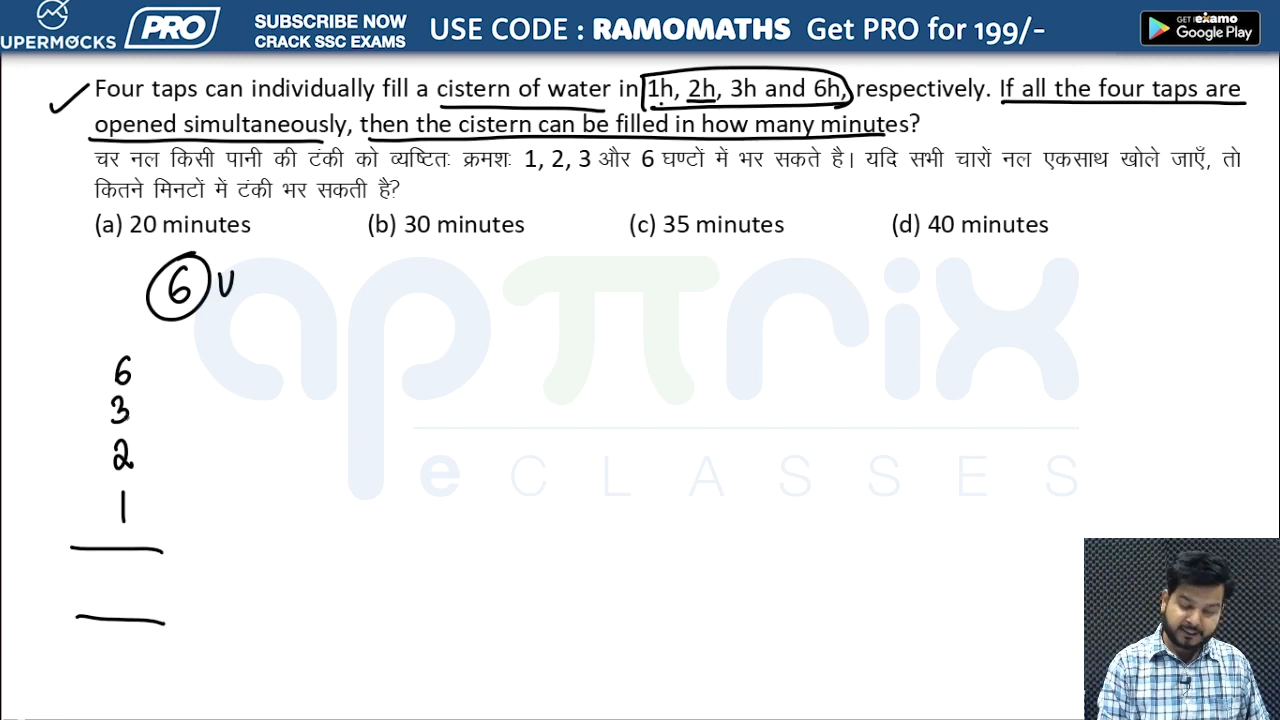 UPERMOCKS PRO SUBSCRIBE NOW USE CODE : RAMOMATHS Get PRO for 199/- GET IT examo
CRACK SSC EXAMS Google Play
Four taps can individually fill a cistern of water in 1h, 2h, 3h and 6h, respectively. If all the four taps are
opened simultaneously, then the cistern can be filled in how many minutes?
चर नल किसी पानी की टंकी को व्यष्टितः क्रमशः 1, 2, 3 और 6 घण्टों में भर सकते है। यदि सभी चारों नल एकसाथ खोले जाएँ, तो
कितने मिनटों में टंकी भर सकती है?
(a) 20 minutes (b) 30 minutes (c) 35 minutes (d) 40 minutes
6 U
6
3
2
1
apπrix
e CLASSES